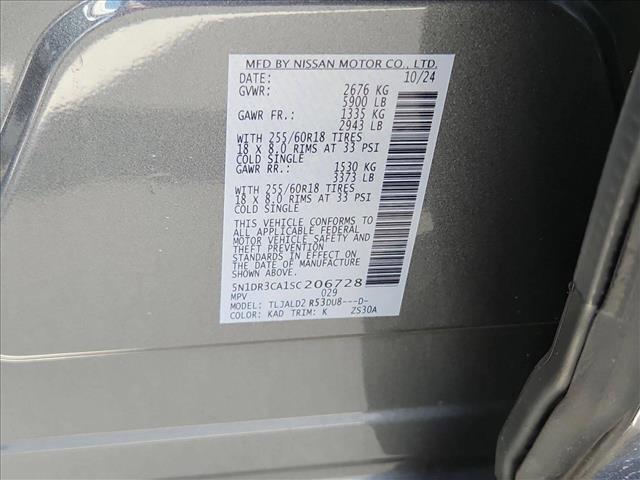 MFD BY NISSAN MOTOR CO., LTD.
DATE: 10/24
GVWR: 2676 KG
5900 LB
GAWR FR.: 1335 KG
2943 LB
WITH 255/60R18 TIRES
18 X 8.0 RIMS AT 33 PSI
COLD SINGLE
GAWR RR.: 1530 KG
3373 LB
WITH 255/60R18 TIRES
18 X 8.0 RIMS AT 33 PSI
COLD SINGLE
THIS VEHICLE CONFORMS TO
ALL APPLICABLE FEDERAL
MOTOR VEHICLE SAFETY AND
THEFT PREVENTION
STANDARDS IN EFFECT ON
THE DATE OF MANUFACTURE
SHOWN ABOVE.
5N1DR3CA1SC206728
MPV 029
MODEL: TLJALD2 R53DU8---D-
COLOR: KAD TRIM: K ZS30A